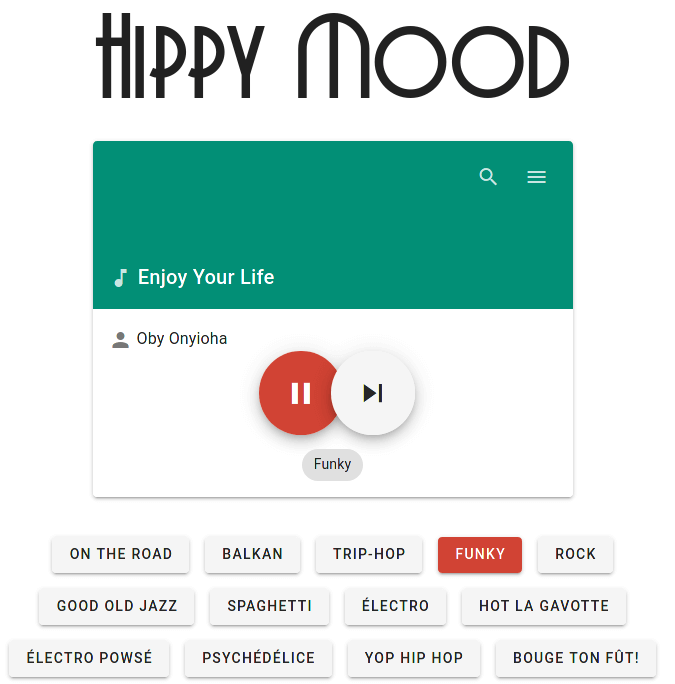 Hippy Mood
Enjoy Your Life
Oby Onyioha
Funky
ON THE ROAD BALKAN TRIP-HOP FUNKY ROCK
GOOD OLD JAZZ SPAGHETTI ÉLECTRO HOT LA GAVOTTE
ÉLECTRO POWSÉ PSYCHÉDÉLICE YOP HIP HOP BOUGE TON FÛT!